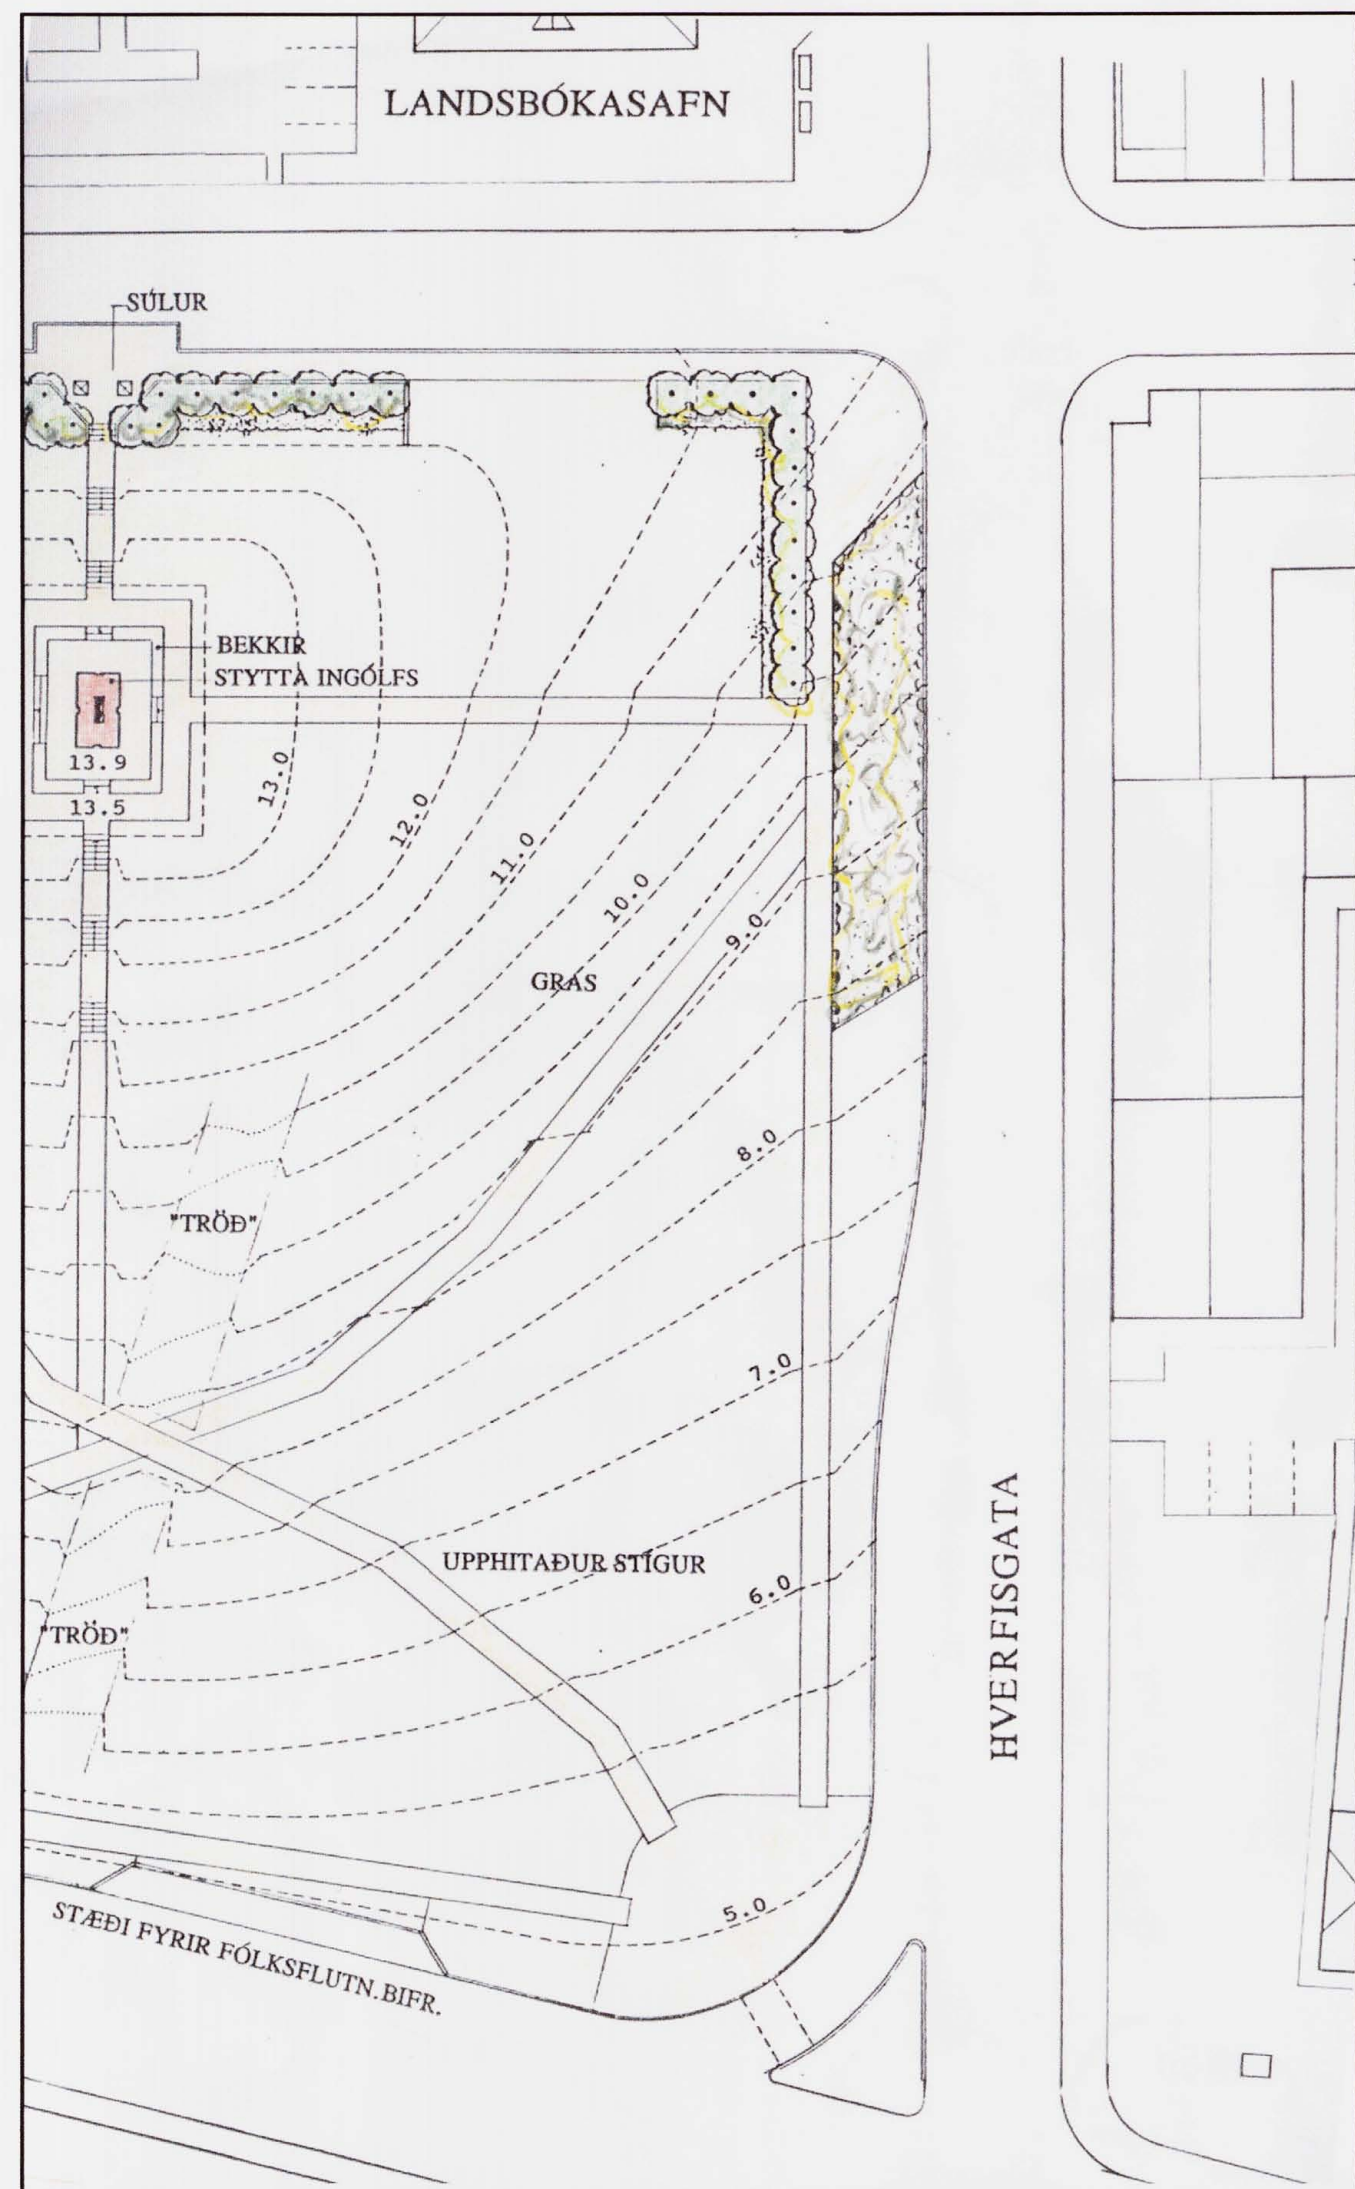 LANDSBÓKASAFN
SÚLUR
BEKKIR
STYTTA INGÓLFS
13.9
13.5
13.0
12.0
11.0
10.0
9.0
GRAS
8.0
"TRÖÐ"
7.0
UPPHITAÐUR STÍGUR
6.0
"TRÖÐ"
HVERFISGATA
5.0
STÆÐI FYRIR FÓLKSFLUTN.BIFR.